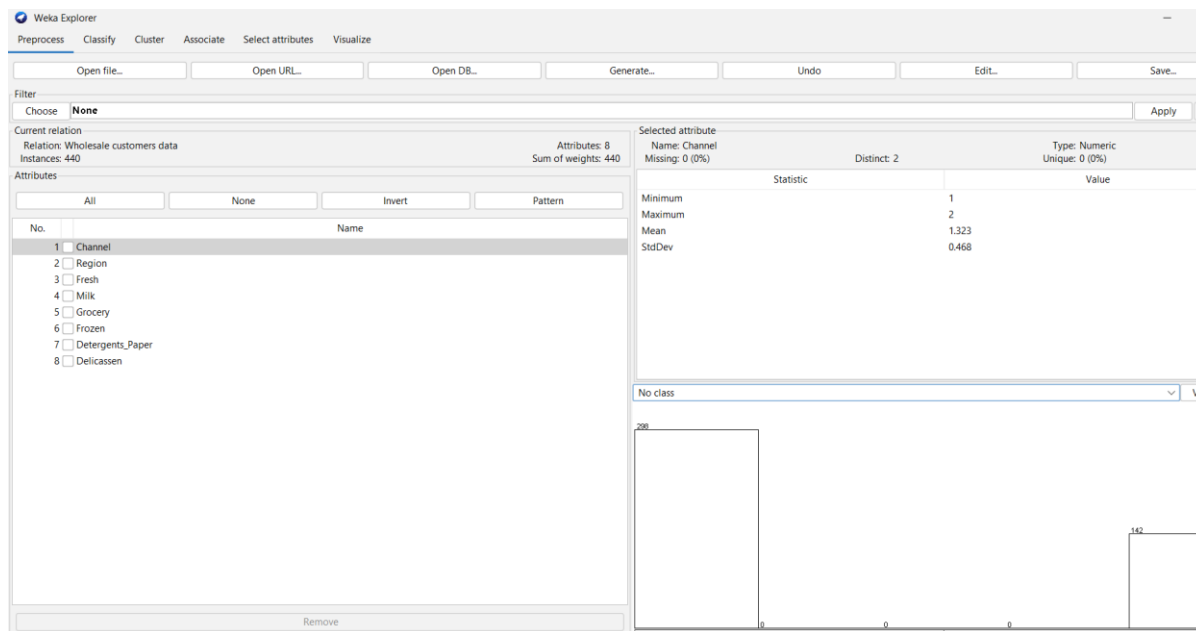 Weka Explorer
Preprocess Classify Cluster Associate Select attributes Visualize
Open file... Open URL... Open DB... Generate... Undo Edit... Save...
Filter
Choose None Apply
Current relation
Relation: Wholesale customers data Attributes: 8
Instances: 440 Sum of weights: 440
Selected attribute
Name: Channel Type: Numeric
Missing: 0 (0%) Distinct: 2 Unique: 0 (0%)
Attributes
All None Invert Pattern
No. Name
1 Channel
2 Region
3 Fresh
4 Milk
5 Grocery
6 Frozen
7 Detergents_Paper
8 Delicassen
Remove
Statistic Value
Minimum 1
Maximum 2
Mean 1.323
StdDev 0.468
No class
298
142
0 0 0